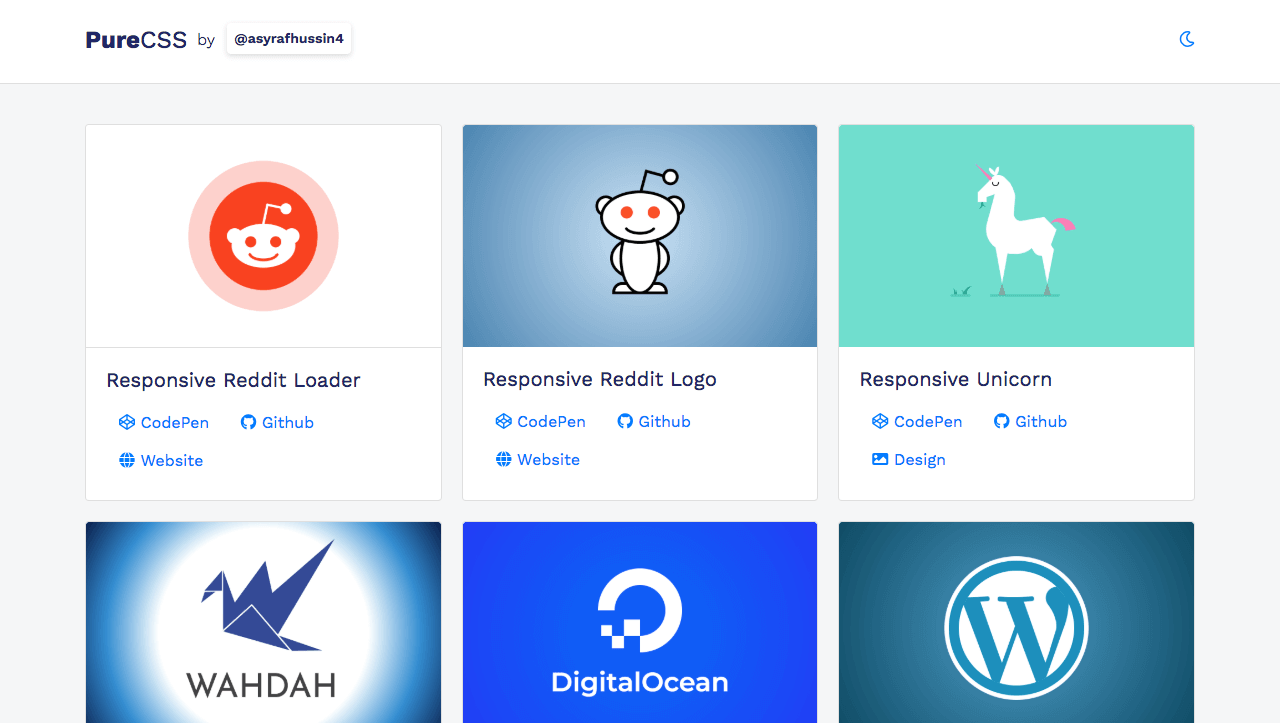 PureCSS by @asyrafhussin4
Responsive Reddit Loader
CodePen Github
Website
Responsive Reddit Logo
CodePen Github
Website
Responsive Unicorn
CodePen Github
Design
WAHDAH
DigitalOcean
W